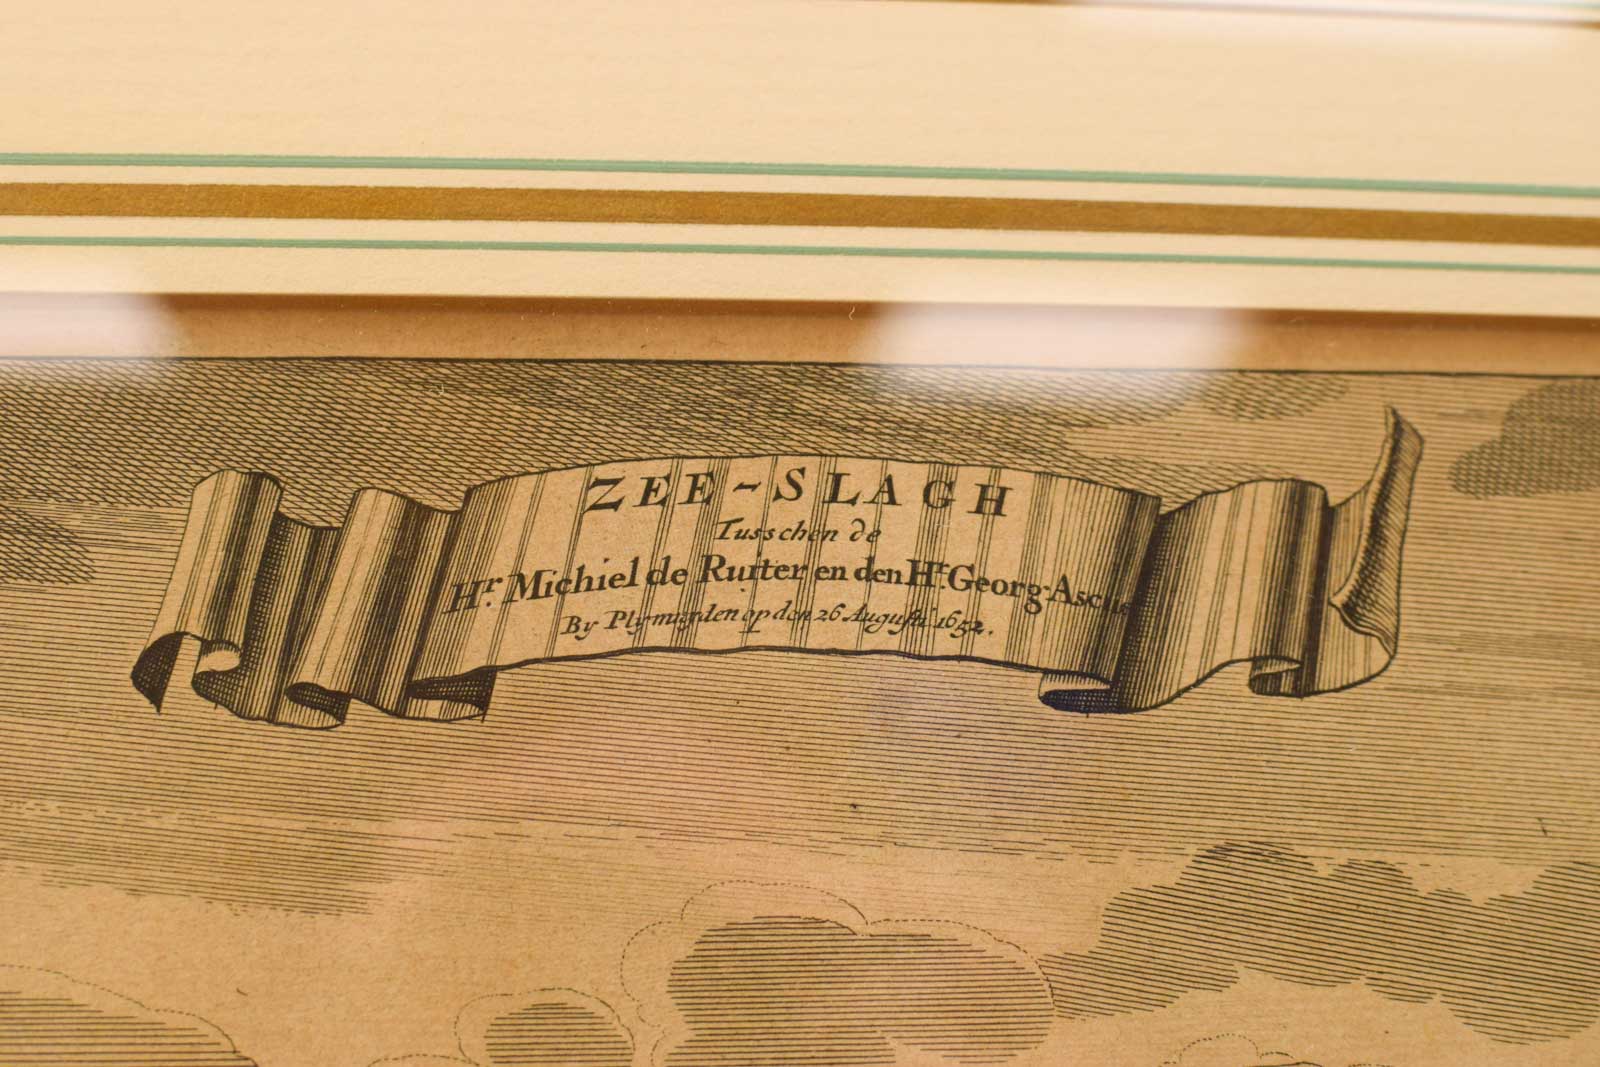 ZEE-SLAGH
Tusschen de
Hr. Michiel de Ruiter en den Hr. Georg
By Plymuyden op den 26 Augusti 1652.